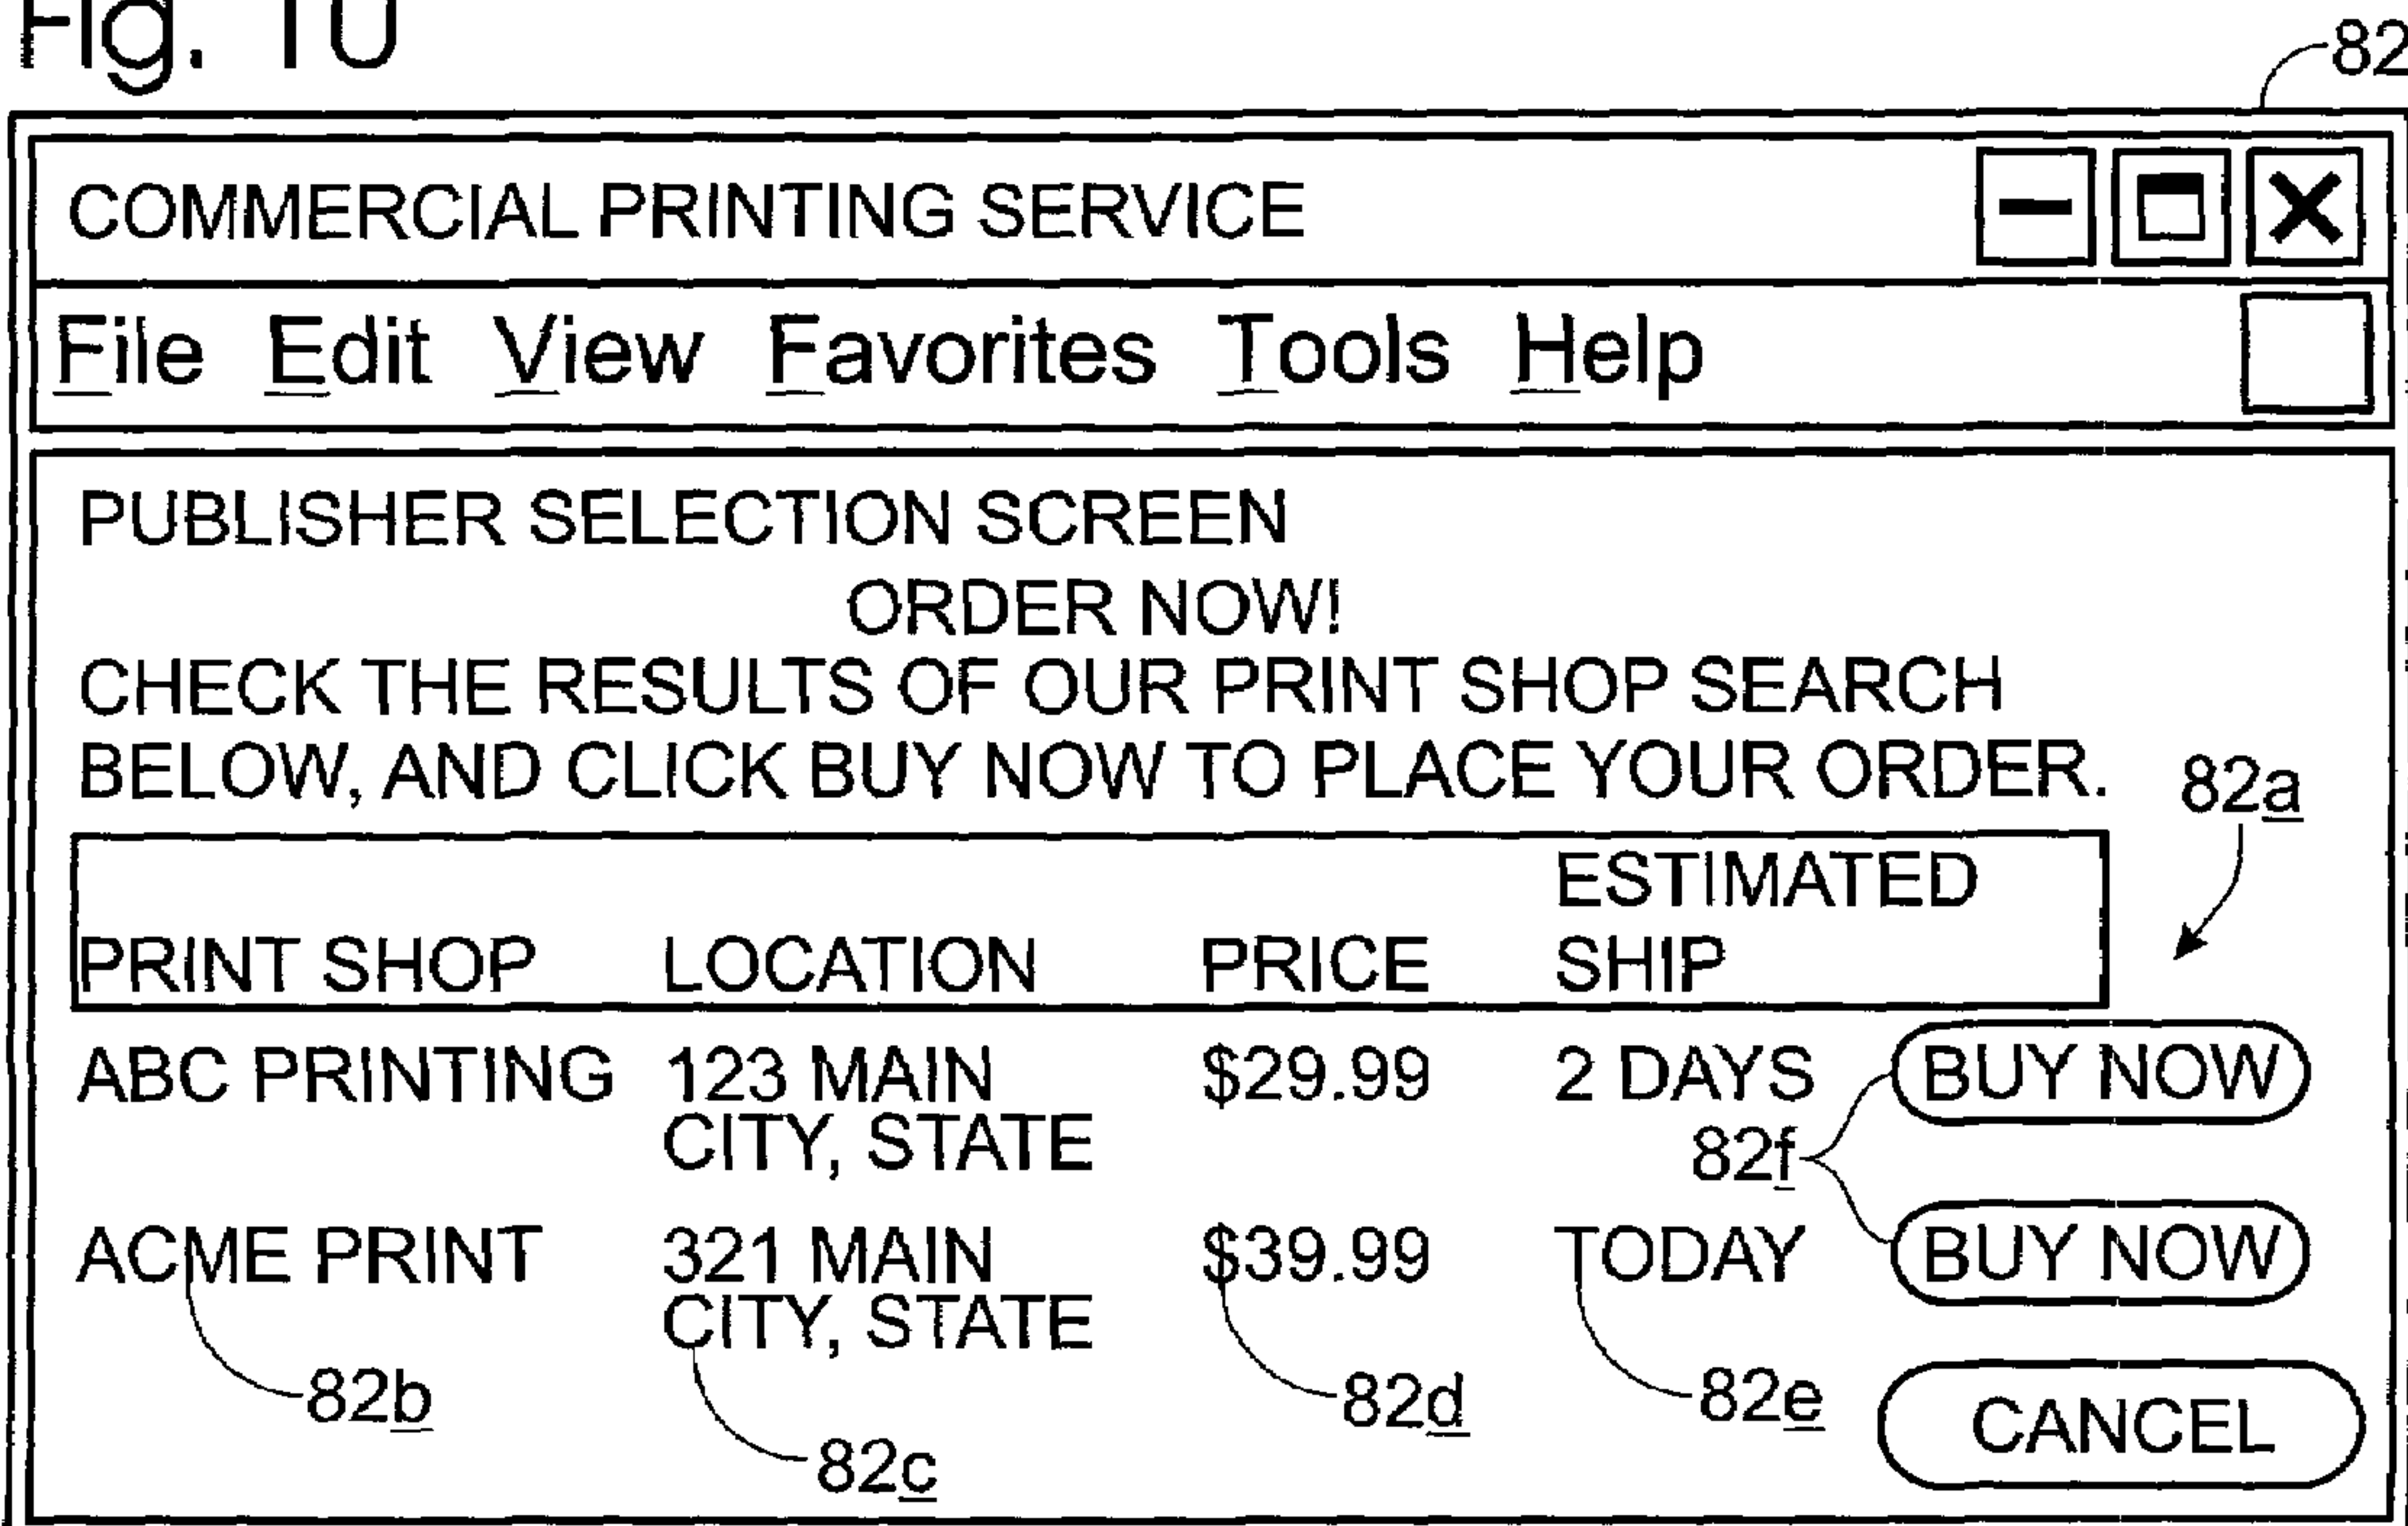 Fig. 10
82
COMMERCIAL PRINTING SERVICE
File Edit View Favorites Tools Help
PUBLISHER SELECTION SCREEN
ORDER NOW!
CHECK THE RESULTS OF OUR PRINT SHOP SEARCH
BELOW, AND CLICK BUY NOW TO PLACE YOUR ORDER.
82a
ESTIMATED
PRINT SHOP LOCATION PRICE SHIP
ABC PRINTING 123 MAIN $29.99 2 DAYS BUY NOW
CITY, STATE
82f
ACME PRINT 321 MAIN $39.99 TODAY BUY NOW
CITY, STATE
82b 82d 82e CANCEL
82c